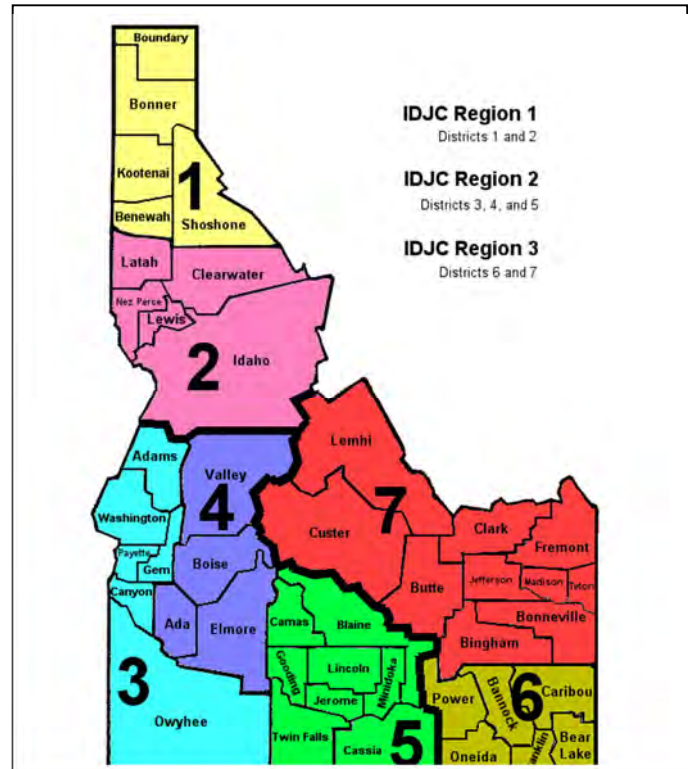 Boundary
Bonner
IDJC Region 1
Districts 1 and 2
Kootenai
1
IDJC Region 2
Districts 3, 4, and 5
Benewah
Shoshone
IDJC Region 3
Districts 6 and 7
Latah
Clearwater
Nez Perce
Lewis
Idaho
2
Lemhi
Adams
Valley
7
4
Washington
Custer
Clark
Fremont
Payette
Gem
Boise
Butte
Jefferson
Madison
Teton
Canyon
Bonneville
Ada
Elmore
Camas
Blaine
Bingham
Gooding
Lincoln
Minidoka
3
Jerome
Power
Bannock
6
Caribou
Owyhee
Twin Falls
Cassia
5
Oneida
anklin
Bear
Lake